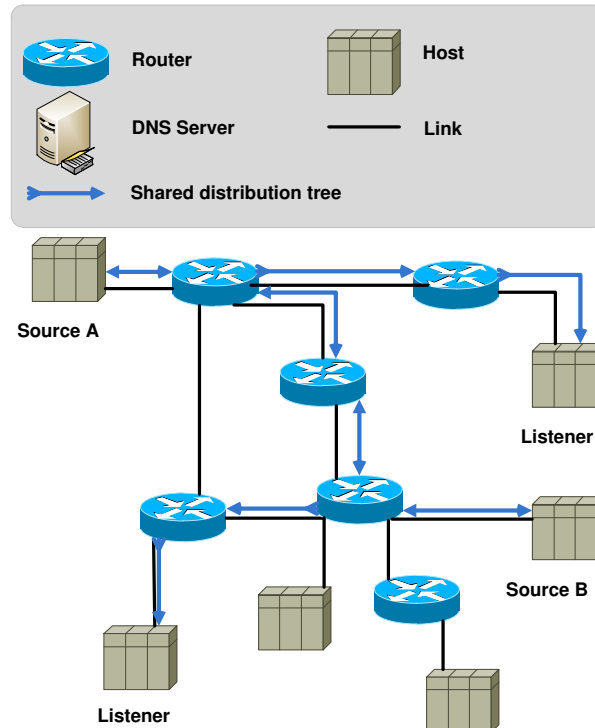 Router
Host
DNS Server
Link
Shared distribution tree
Source A
Listener
Source B
Listener